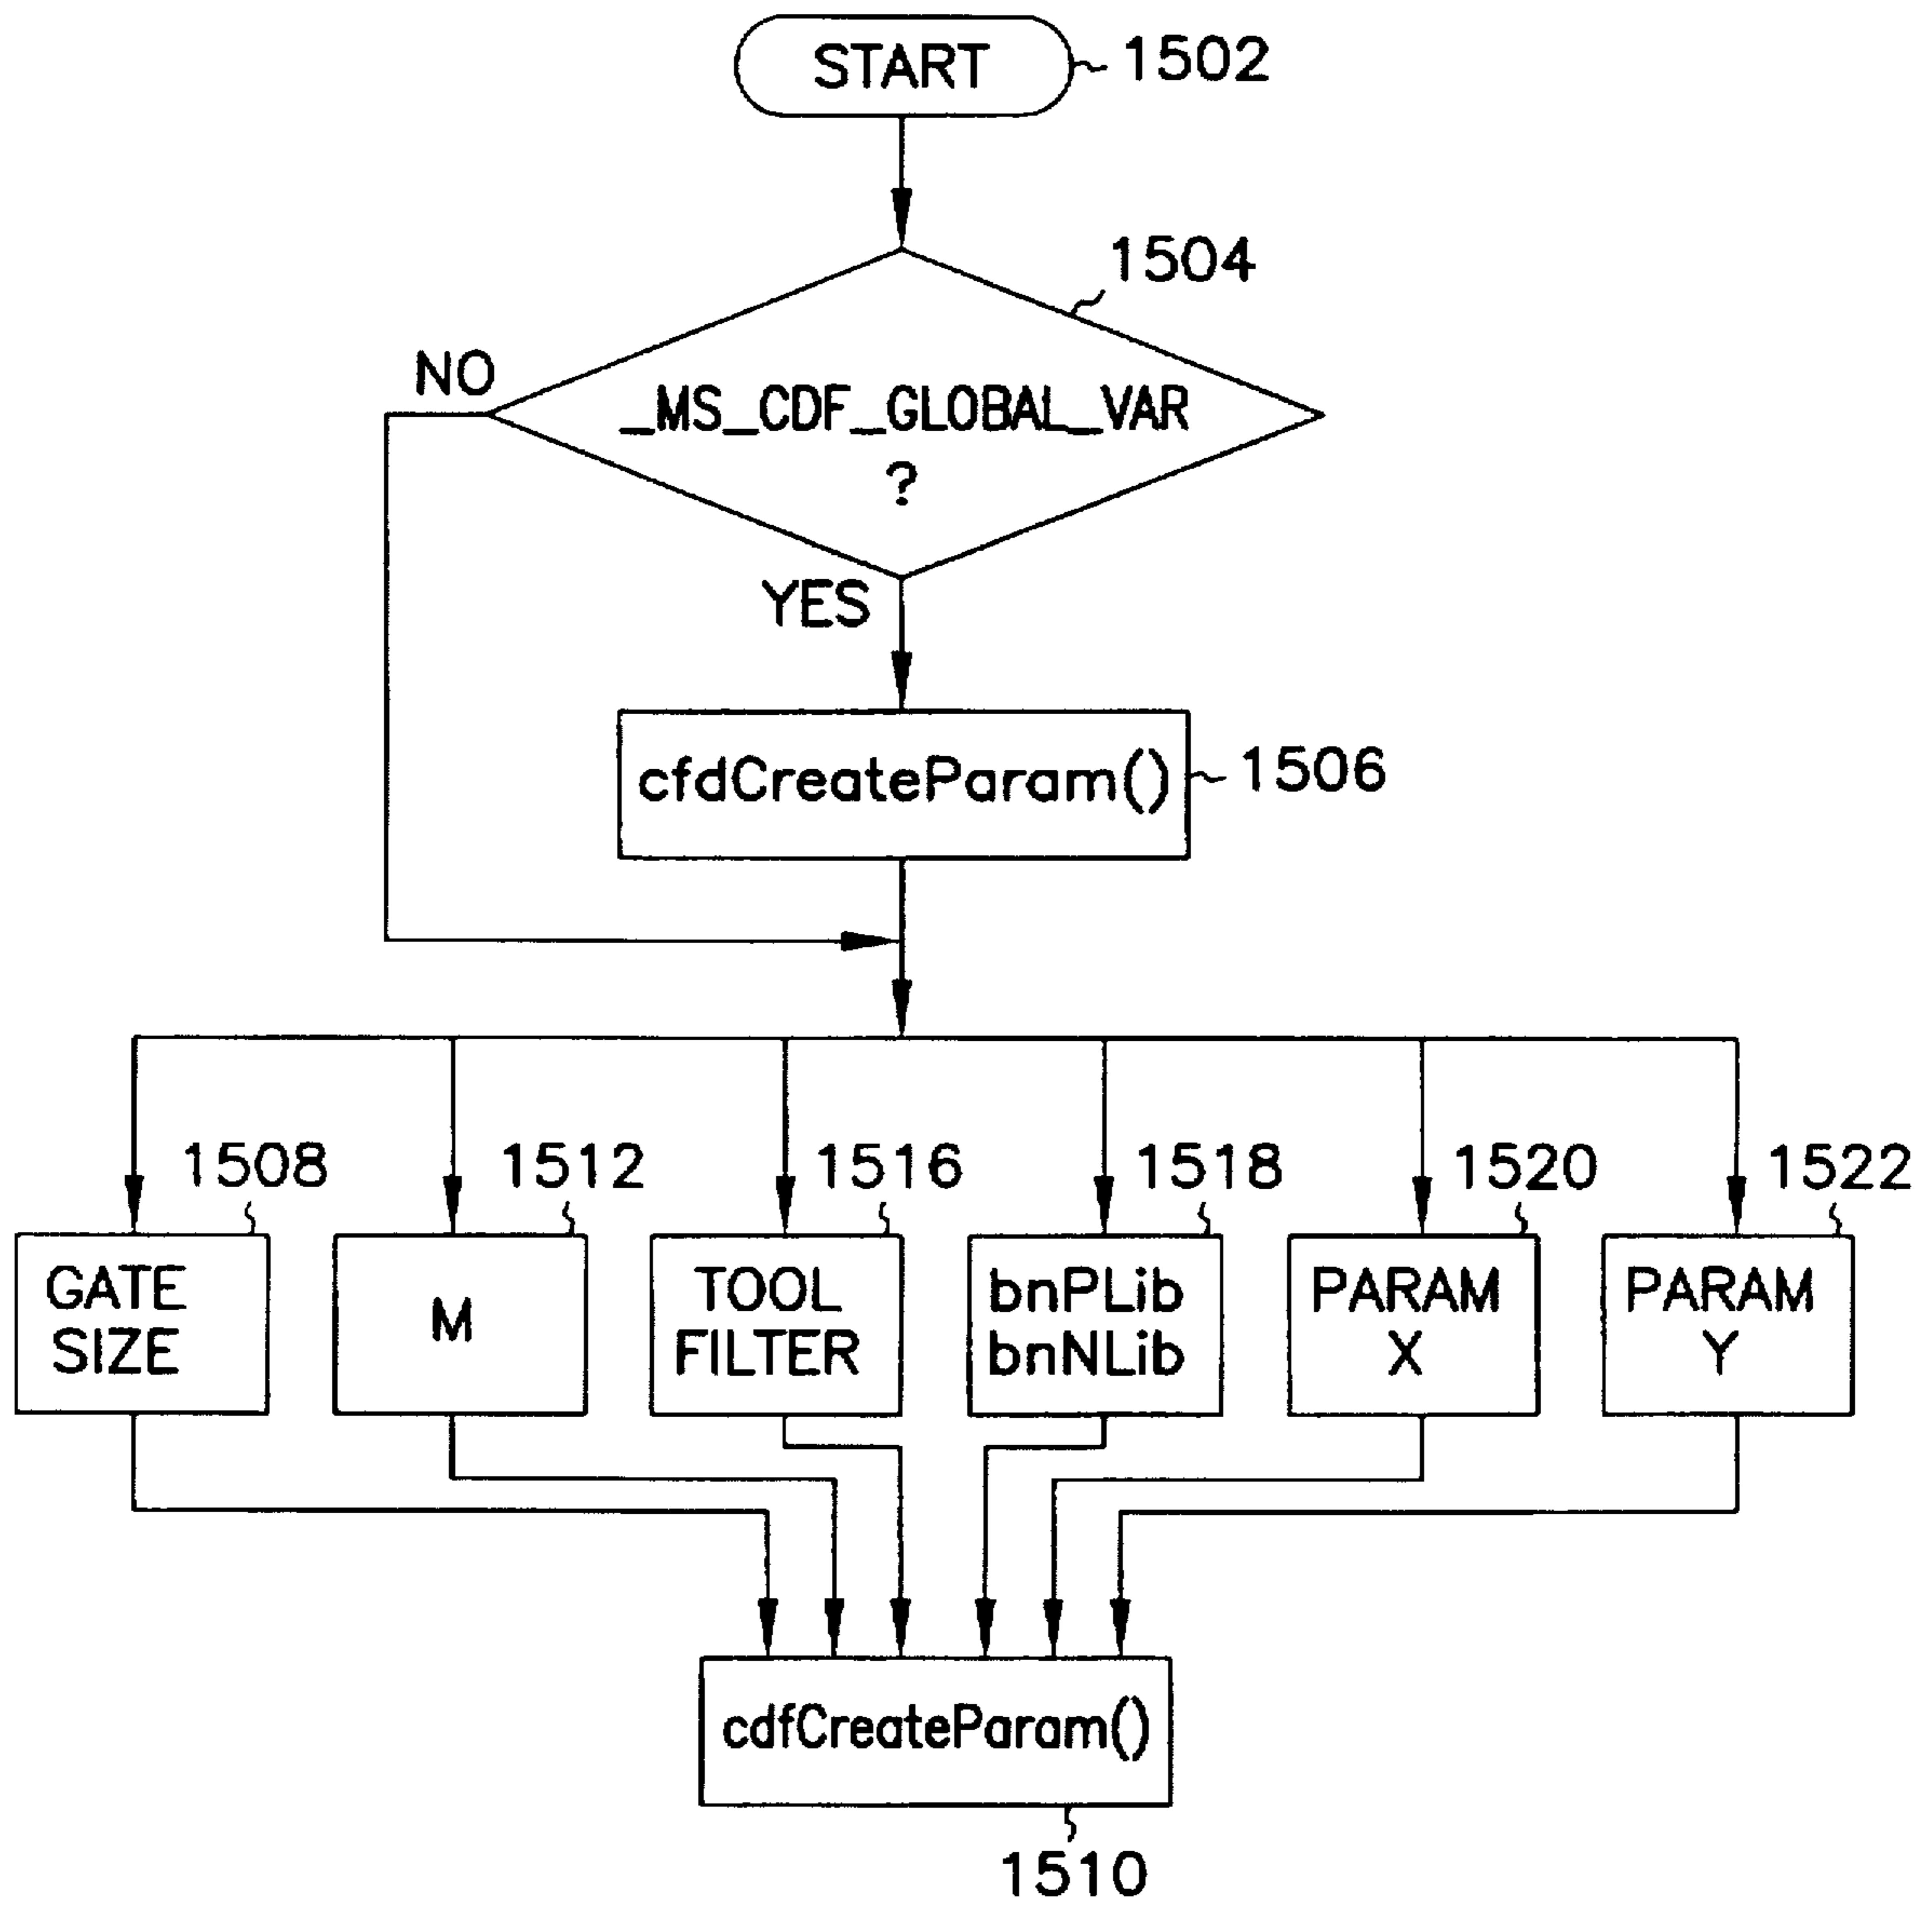 START
1502
1504
NO
_MS_CDF_GLOBAL_VAR
?
YES
cfdCreateParam()
1506
1508
1512
1516
1518
1520
1522
GATE
SIZE
M
TOOL
FILTER
bnPLib
bnNLib
PARAM
X
PARAM
Y
cdfCreateParam()
1510